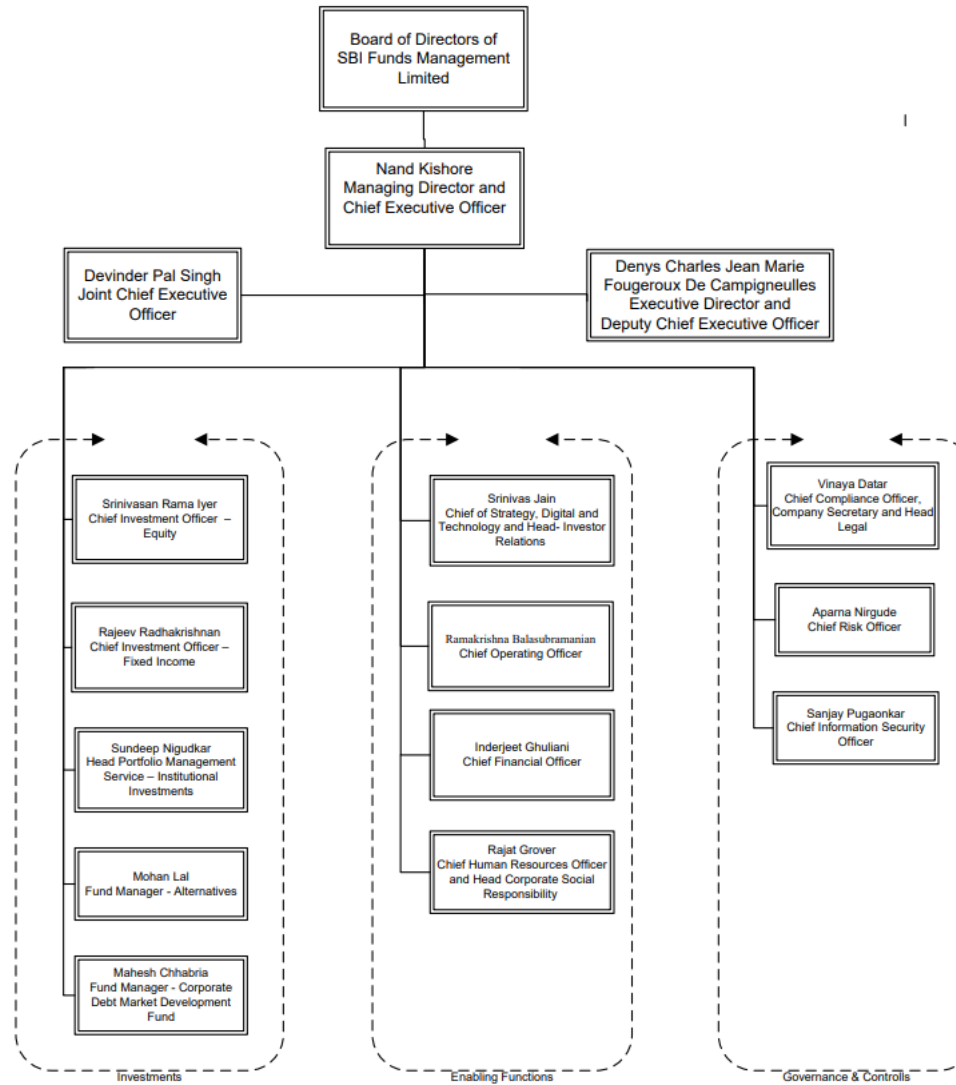 Board of Directors of
SBI Funds Management
Limited
I
Nand Kishore
Managing Director and
Chief Executive Officer
Devinder Pal Singh
Joint Chief Executive
Officer
Denys Charles Jean Marie
Fougeroux De Campigneulles
Executive Director and
Deputy Chief Executive Officer
Srinivasan Rama Iyer
Chief Investment Officer –
Equity
Rajeev Radhakrishnan
Chief Investment Officer –
Fixed Income
Sundeep Nigudkar
Head Portfolio Management
Service – Institutional
Investments
Mohan Lal
Fund Manager - Alternatives
Mahesh Chhabria
Fund Manager - Corporate
Debt Market Development
Fund
Investments
Srinivas Jain
Chief of Strategy, Digital and
Technology and Head- Investor
Relations
Ramakrishna Balasubramanian
Chief Operating Officer
Inderjeet Ghuliani
Chief Financial Officer
Rajat Grover
Chief Human Resources Officer
and Head Corporate Social
Responsibility
Enabling Functions
Vinaya Datar
Chief Compliance Officer,
Company Secretary and Head
Legal
Aparna Nirgude
Chief Risk Officer
Sanjay Pugaonkar
Chief Information Security
Officer
Governance & Controlls